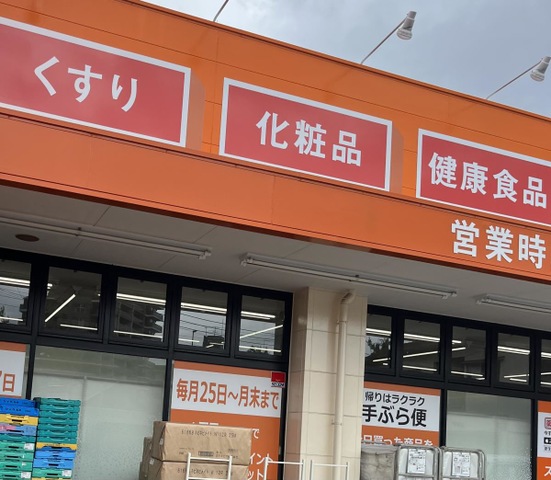 くすり
化粧品
健康食品
営業時
毎月25日〜月末まで
帰りはラクラク
手ぶら便